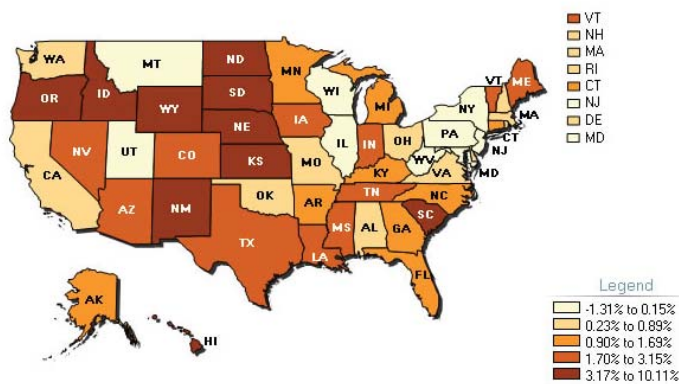 VT
NH
MA
RI
CT
NJ
DE
MD
WA
MT
ND
MN
OR
ID
WY
SD
WI
MI
NY
VT
ME
MA
CT
NJ
MD
NV
UT
CO
NE
IA
IL
IN
OH
PA
WV
VA
CA
KS
MO
KY
NC
AZ
NM
OK
AR
TN
SC
TX
LA
MS
AL
GA
FL
AK
HI
Legend
-1.31% to 0.15%
0.23% to 0.89%
0.90% to 1.69%
1.70% to 3.15%
3.17% to 10.11%